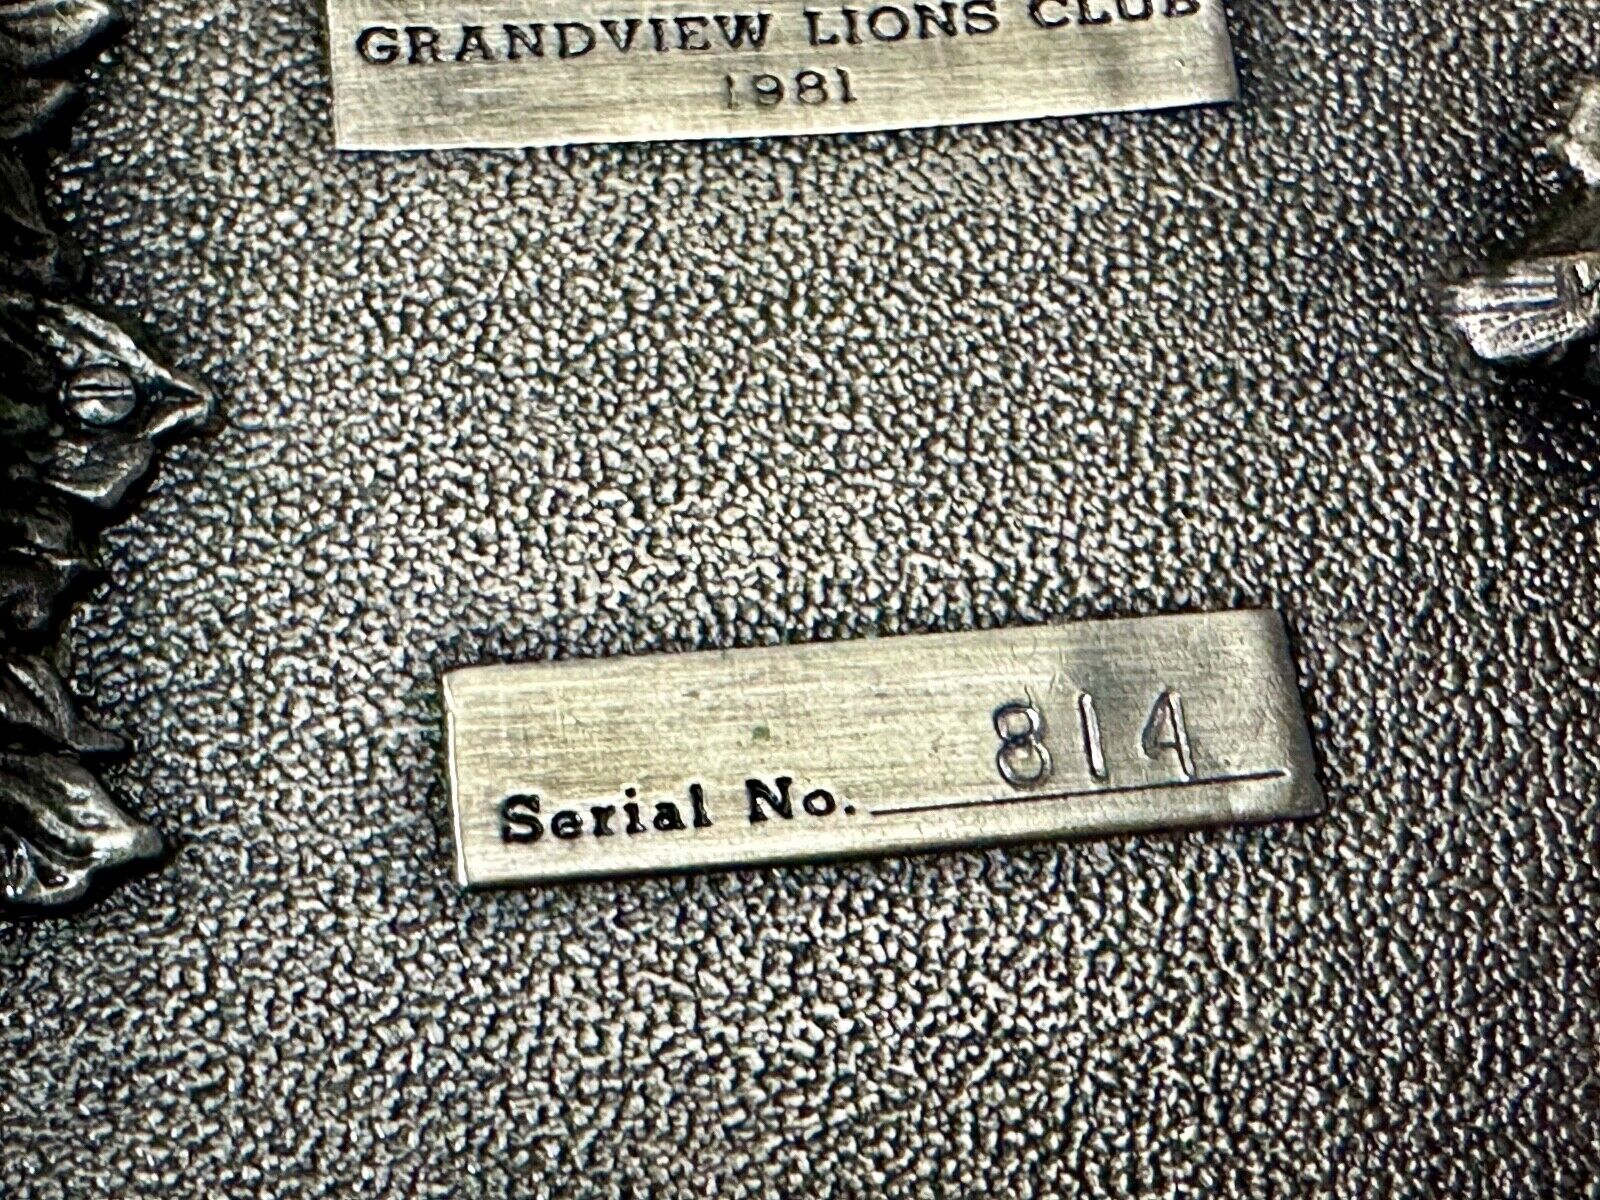 GRANDVIEW LIONS CLUB
1981
814
Serial No.